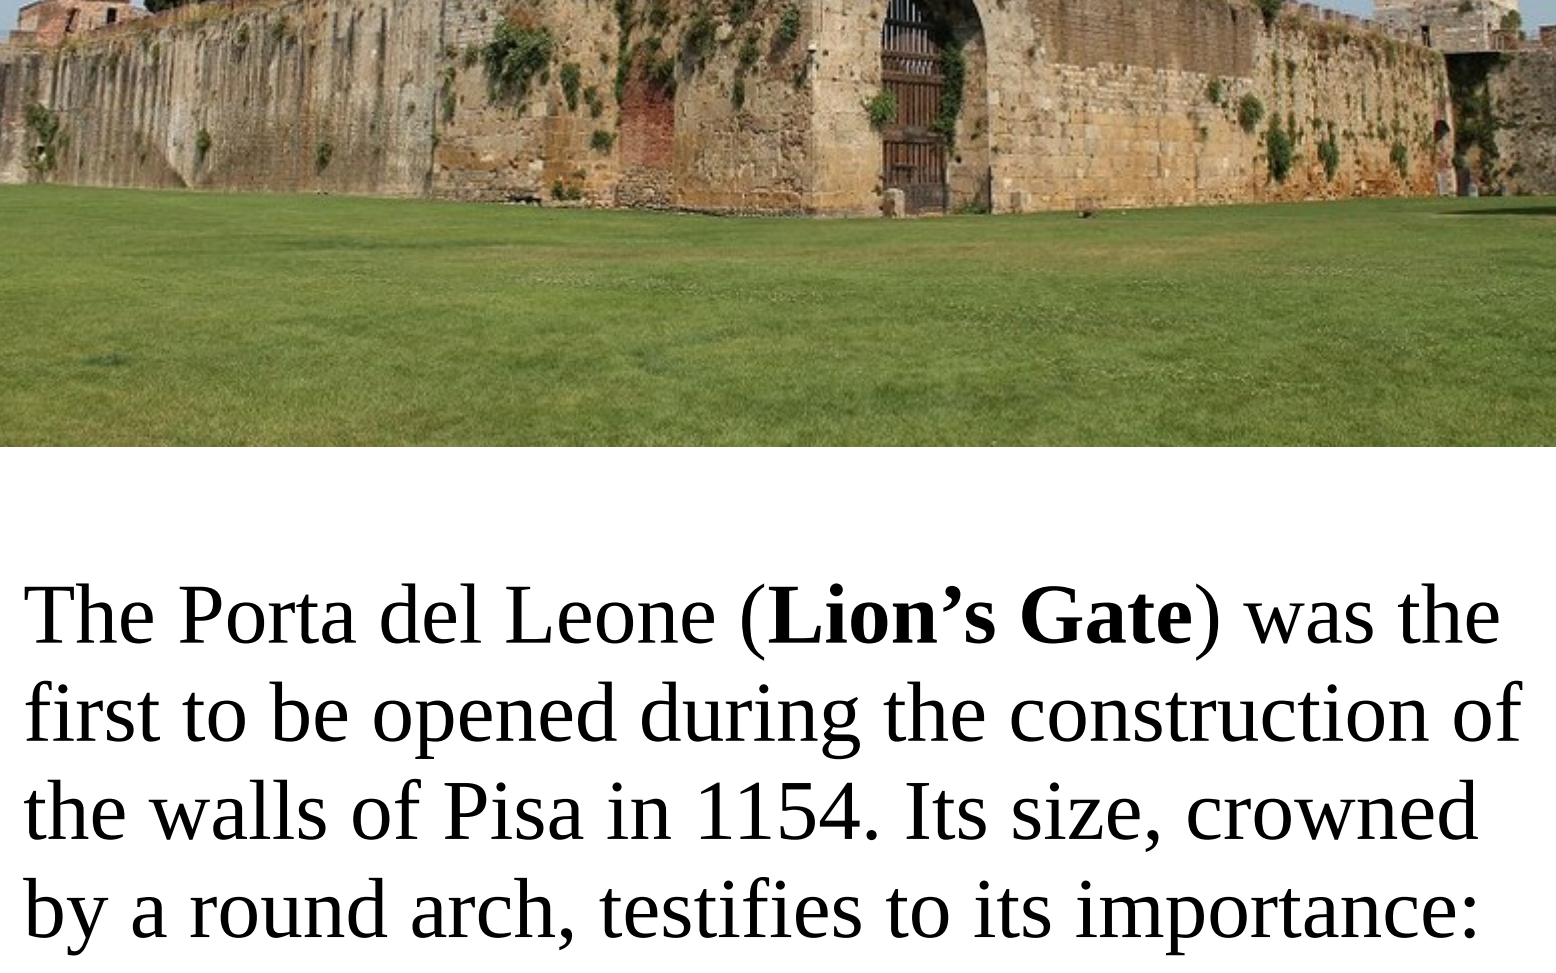 The Porta del Leone (Lion’s Gate) was the
first to be opened during the construction of
the walls of Pisa in 1154. Its size, crowned
by a round arch, testifies to its importance: